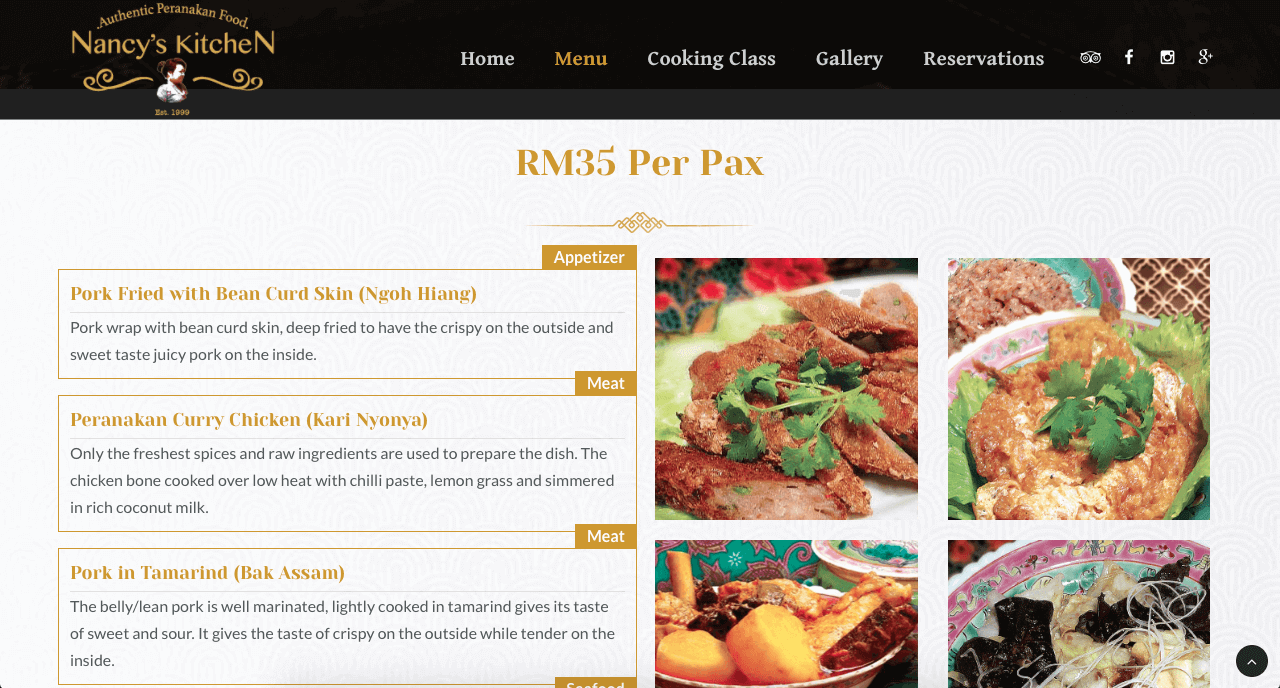 Authentic Peranakan Food
Nancy's KitcheN
Est. 1999
Home
Menu
Cooking Class
Gallery
Reservations
RM35 Per Pax
Appetizer
Pork Fried with Bean Curd Skin (Ngoh Hiang)
Pork wrap with bean curd skin, deep fried to have the crispy on the outside and
sweet taste juicy pork on the inside.
Meat
Peranakan Curry Chicken (Kari Nyonya)
Only the freshest spices and raw ingredients are used to prepare the dish. The
chicken bone cooked over low heat with chilli paste, lemon grass and simmered
in rich coconut milk.
Meat
Pork in Tamarind (Bak Assam)
The belly/lean pork is well marinated, lightly cooked in tamarind gives its taste
of sweet and sour. It gives the taste of crispy on the outside while tender on the
inside.
Seafood